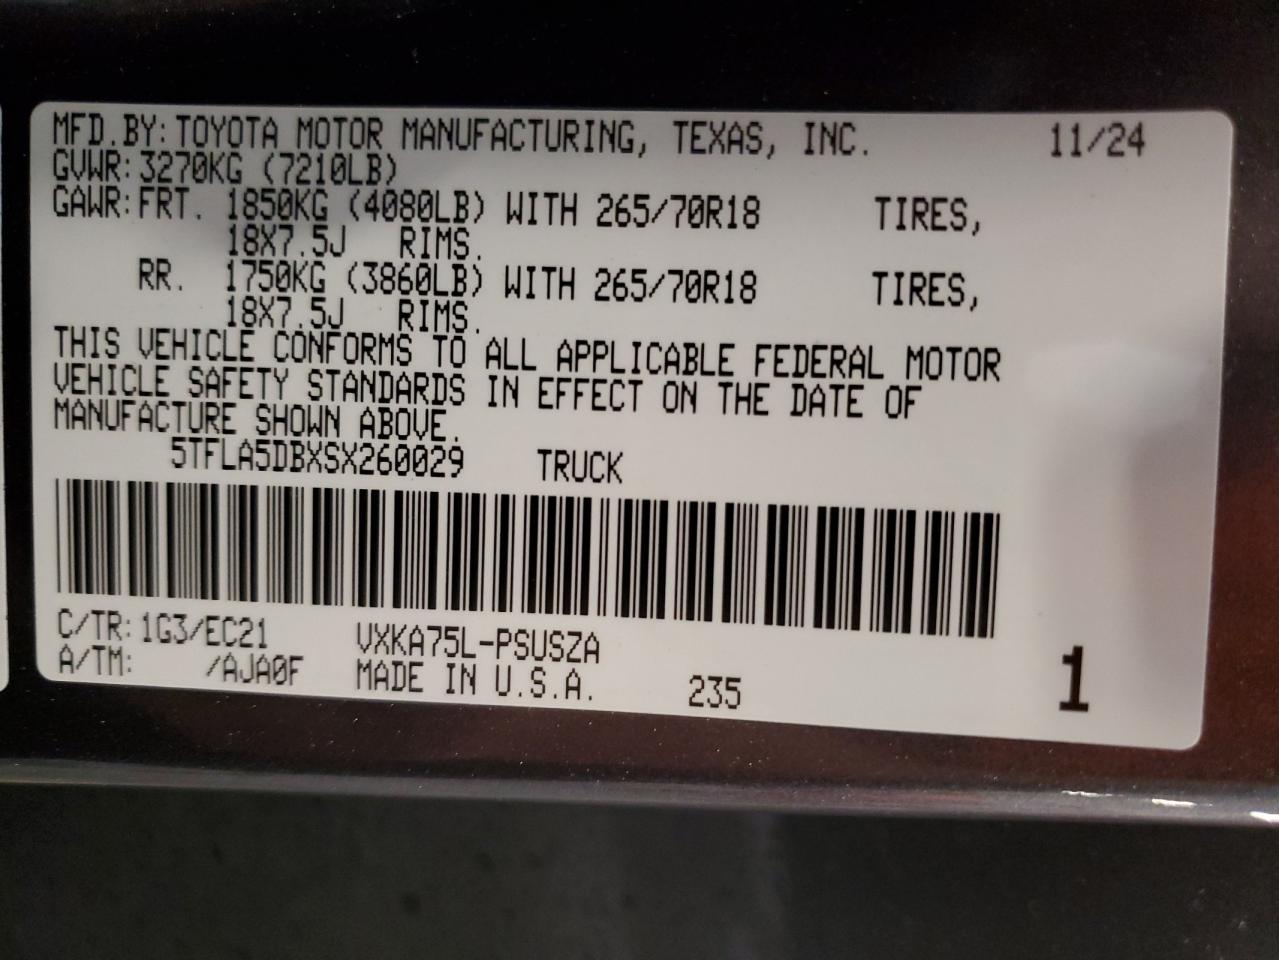 MFD.BY: TOYOTA MOTOR MANUFACTURING, TEXAS, INC. 11/24
GVWR: 3270KG (7210LB)
GAWR: FRT. 1850KG (4080LB) WITH 265/70R18 TIRES,
18X7.5J RIMS.
RR. 1750KG (3860LB) WITH 265/70R18 TIRES,
18X7.5J RIMS.
THIS VEHICLE CONFORMS TO ALL APPLICABLE FEDERAL MOTOR
VEHICLE SAFETY STANDARDS IN EFFECT ON THE DATE OF
MANUFACTURE SHOWN ABOVE.
5TFLA5DBXSX260029 TRUCK
C/TR: 1G3/EC21 VXKA75L-PSUSZA
A/TM: /AJA0F MADE IN U.S.A. 235 1